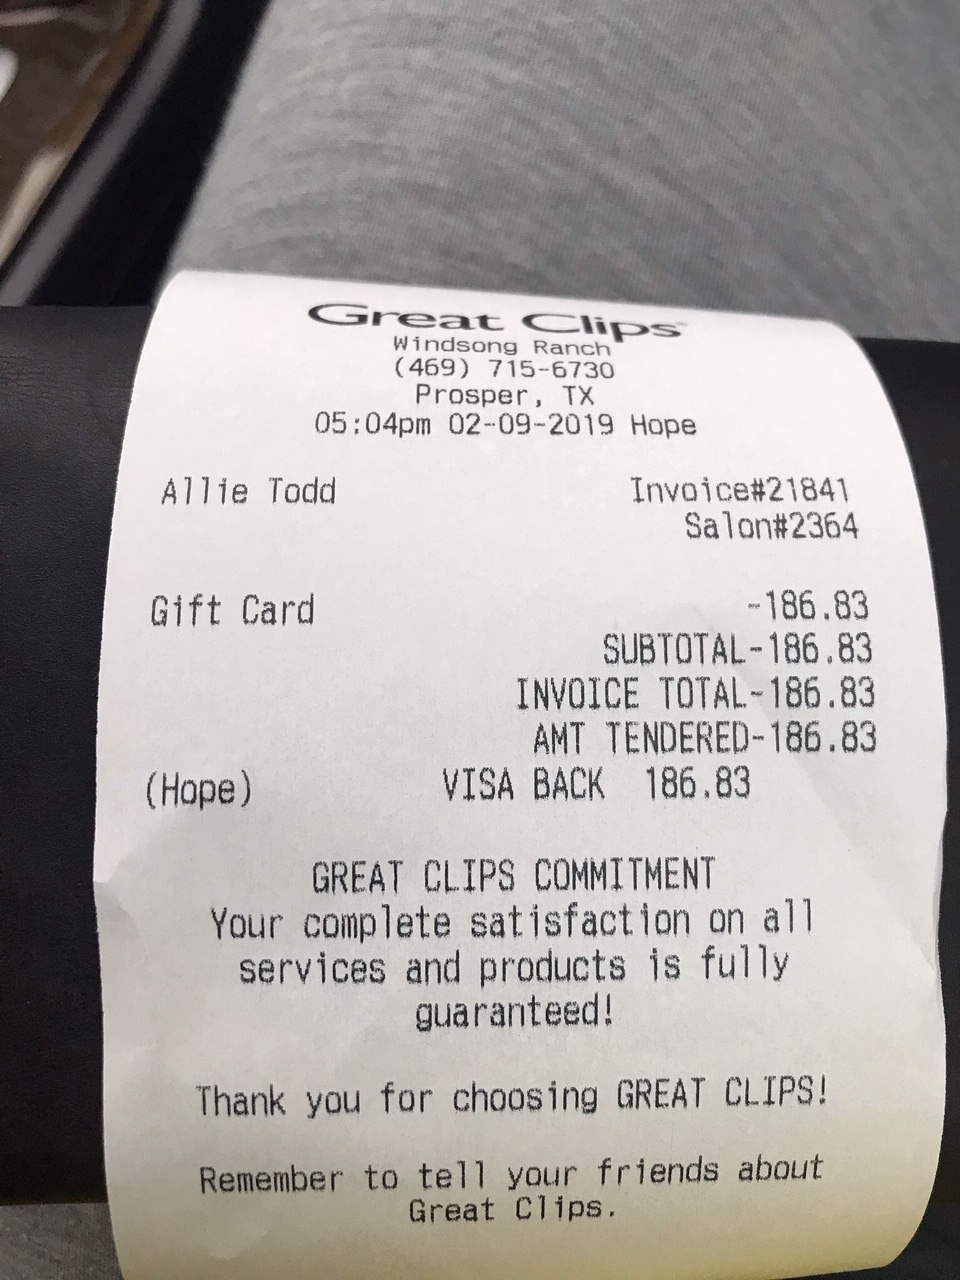 Great Clips
Windsong Ranch
(469) 715-6730
Prosper, TX
05:04pm 02-09-2019 Hope
Allie Todd Invoice#21841
Salon#2364
Gift Card -186.83
SUBTOTAL-186.83
INVOICE TOTAL-186.83
AMT TENDERED-186.83
(Hope) VISA BACK 186.83
GREAT CLIPS COMMITMENT
Your complete satisfaction on all
services and products is fully
guaranteed!
Thank you for choosing GREAT CLIPS!
Remember to tell your friends about
Great Clips.